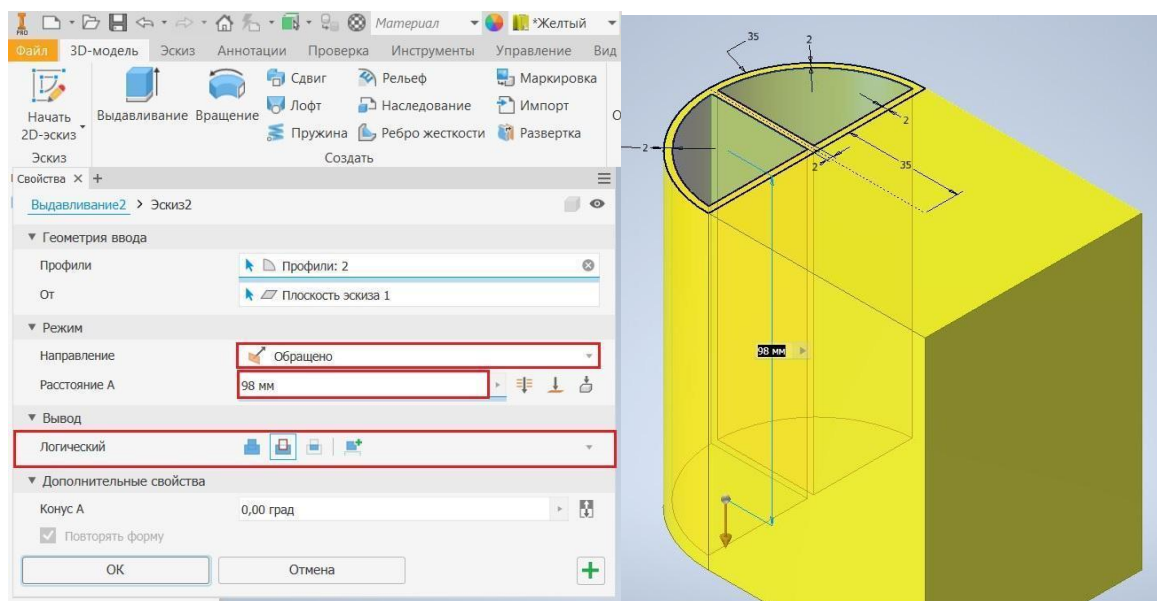 PRO Материал *Желтый
Файл 3D-модель Эскиз Аннотации Проверка Инструменты Управление Вид
Начать 2D-эскиз
Выдавливание
Вращение
Сдвиг
Лофт
Пружина
Рельеф
Наследование
Ребро жесткости
Маркировка
Импорт
Развертка
О
Эскиз
Создать
Свойства × +
Выдавливание2 > Эскиз2
Геометрия ввода
Профили Профили: 2
От Плоскость эскиза 1
Режим
Направление Обращено
Расстояние A 98 мм
Вывод
Логический
Дополнительные свойства
Конус A 0,00 град
Повторять форму
ОК Отмена
35
2
2
2
2
35
98 мм